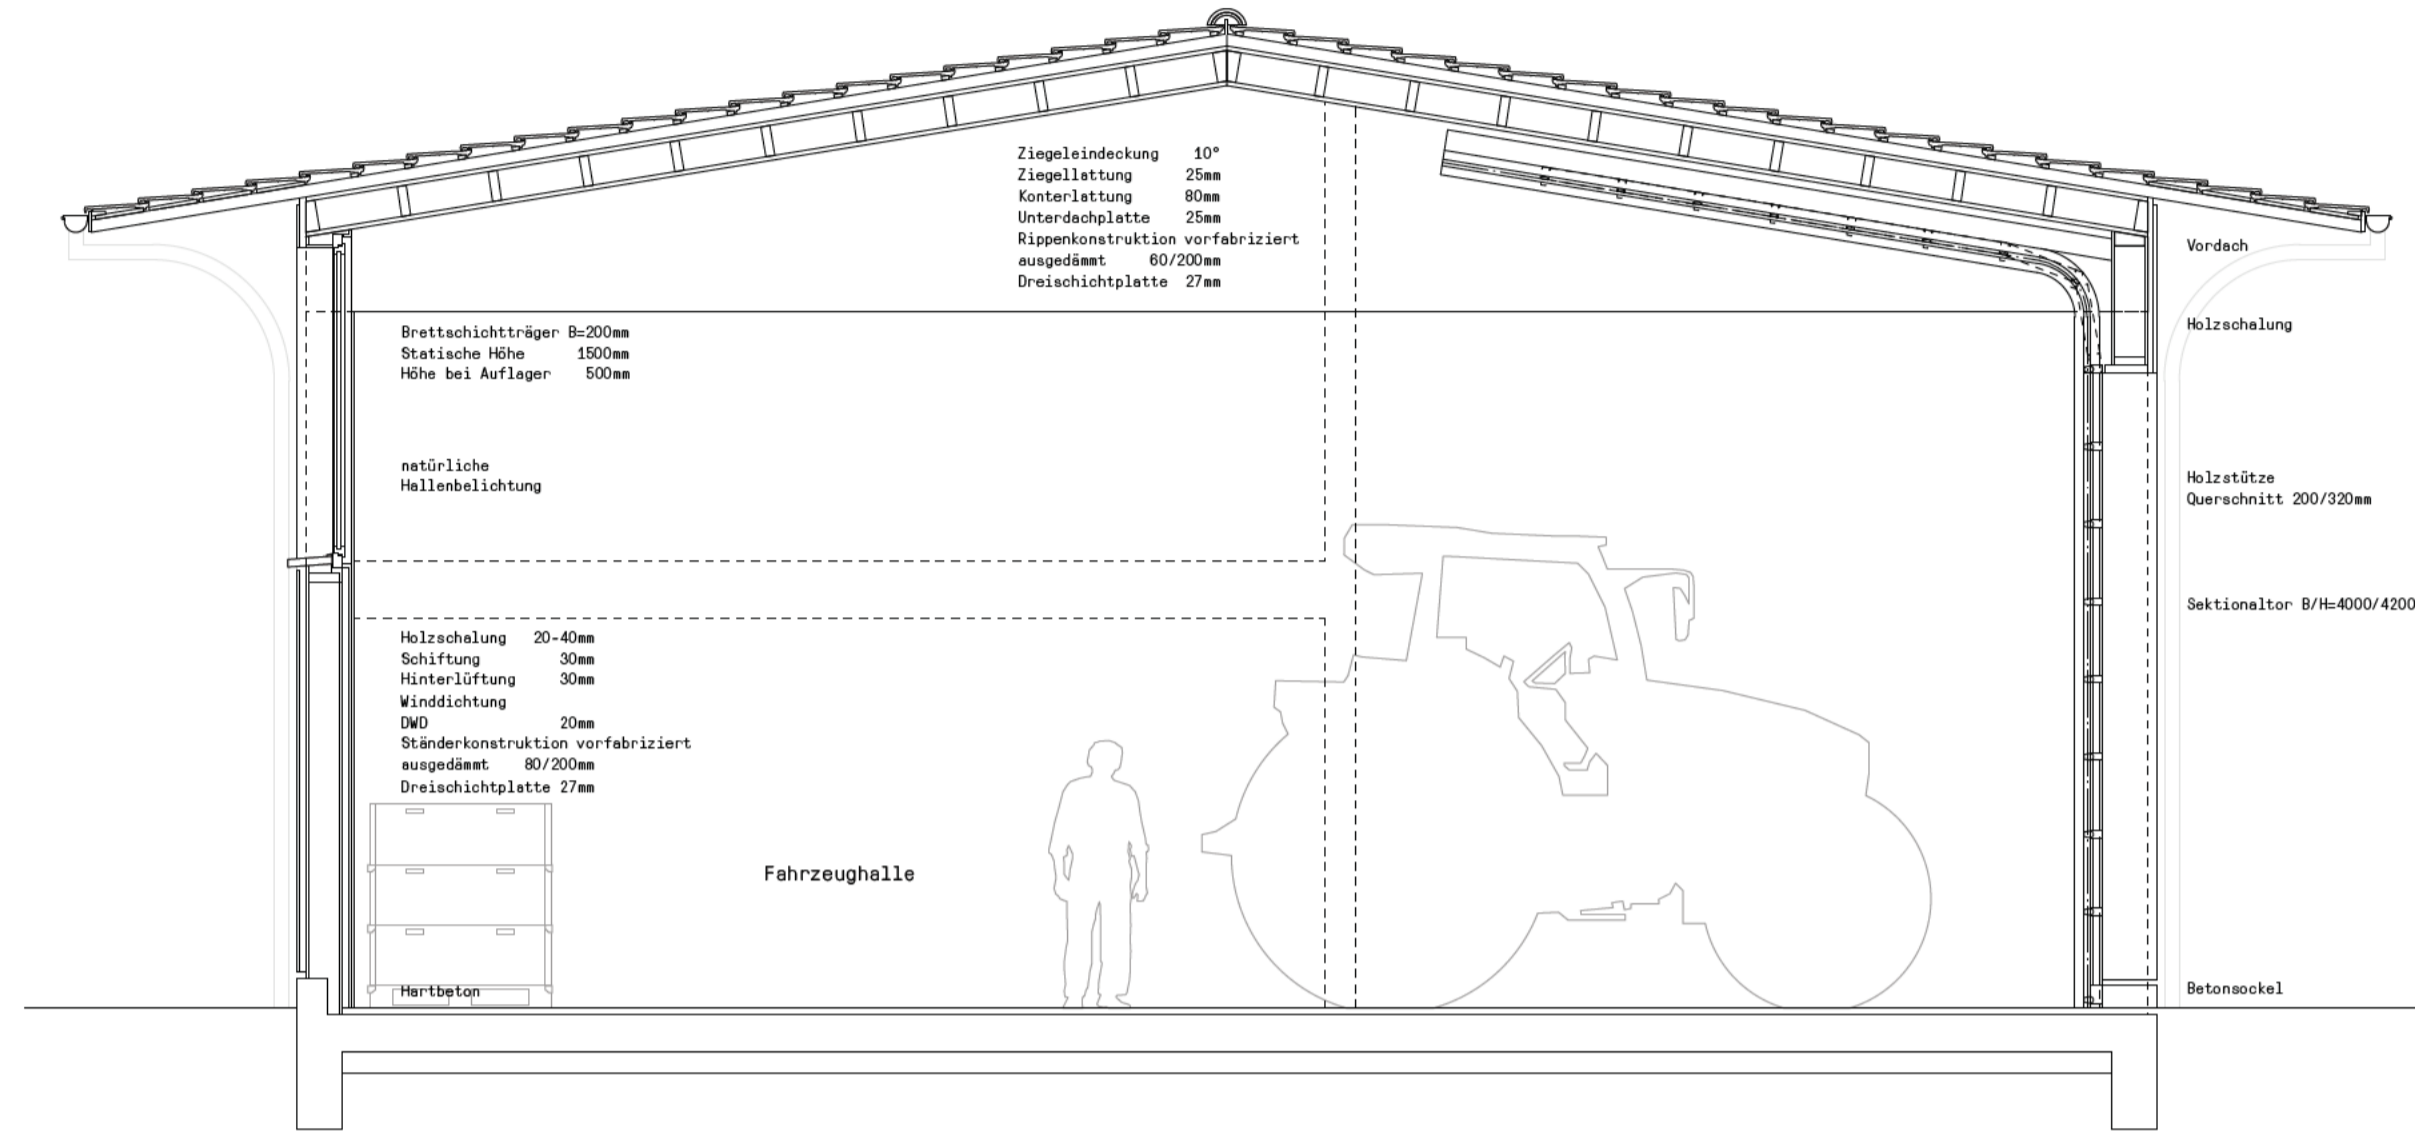 Ziegeleindeckung 10°
Ziegellattung 25mm
Konterlattung 80mm
Unterdachplatte 25mm
Rippenkonstruktion vorfabriziert
ausgedämmt 60/200mm
Dreischichtplatte 27mm
Brettschichtträger B=200mm
Statische Höhe 1500mm
Höhe bei Auflager 500mm
natürliche
Hallenbelichtung
Holzschalung 20-40mm
Schiftung 30mm
Hinterlüftung 30mm
Winddichtung
DWD 20mm
Ständerkonstruktion vorfabriziert
ausgedämmt 80/200mm
Dreischichtplatte 27mm
Fahrzeughalle
Hartbeton
Vordach
Holzschalung
Holzstütze
Querschnitt 200/320mm
Sektionaltor B/H=4000/4200
Betonsockel